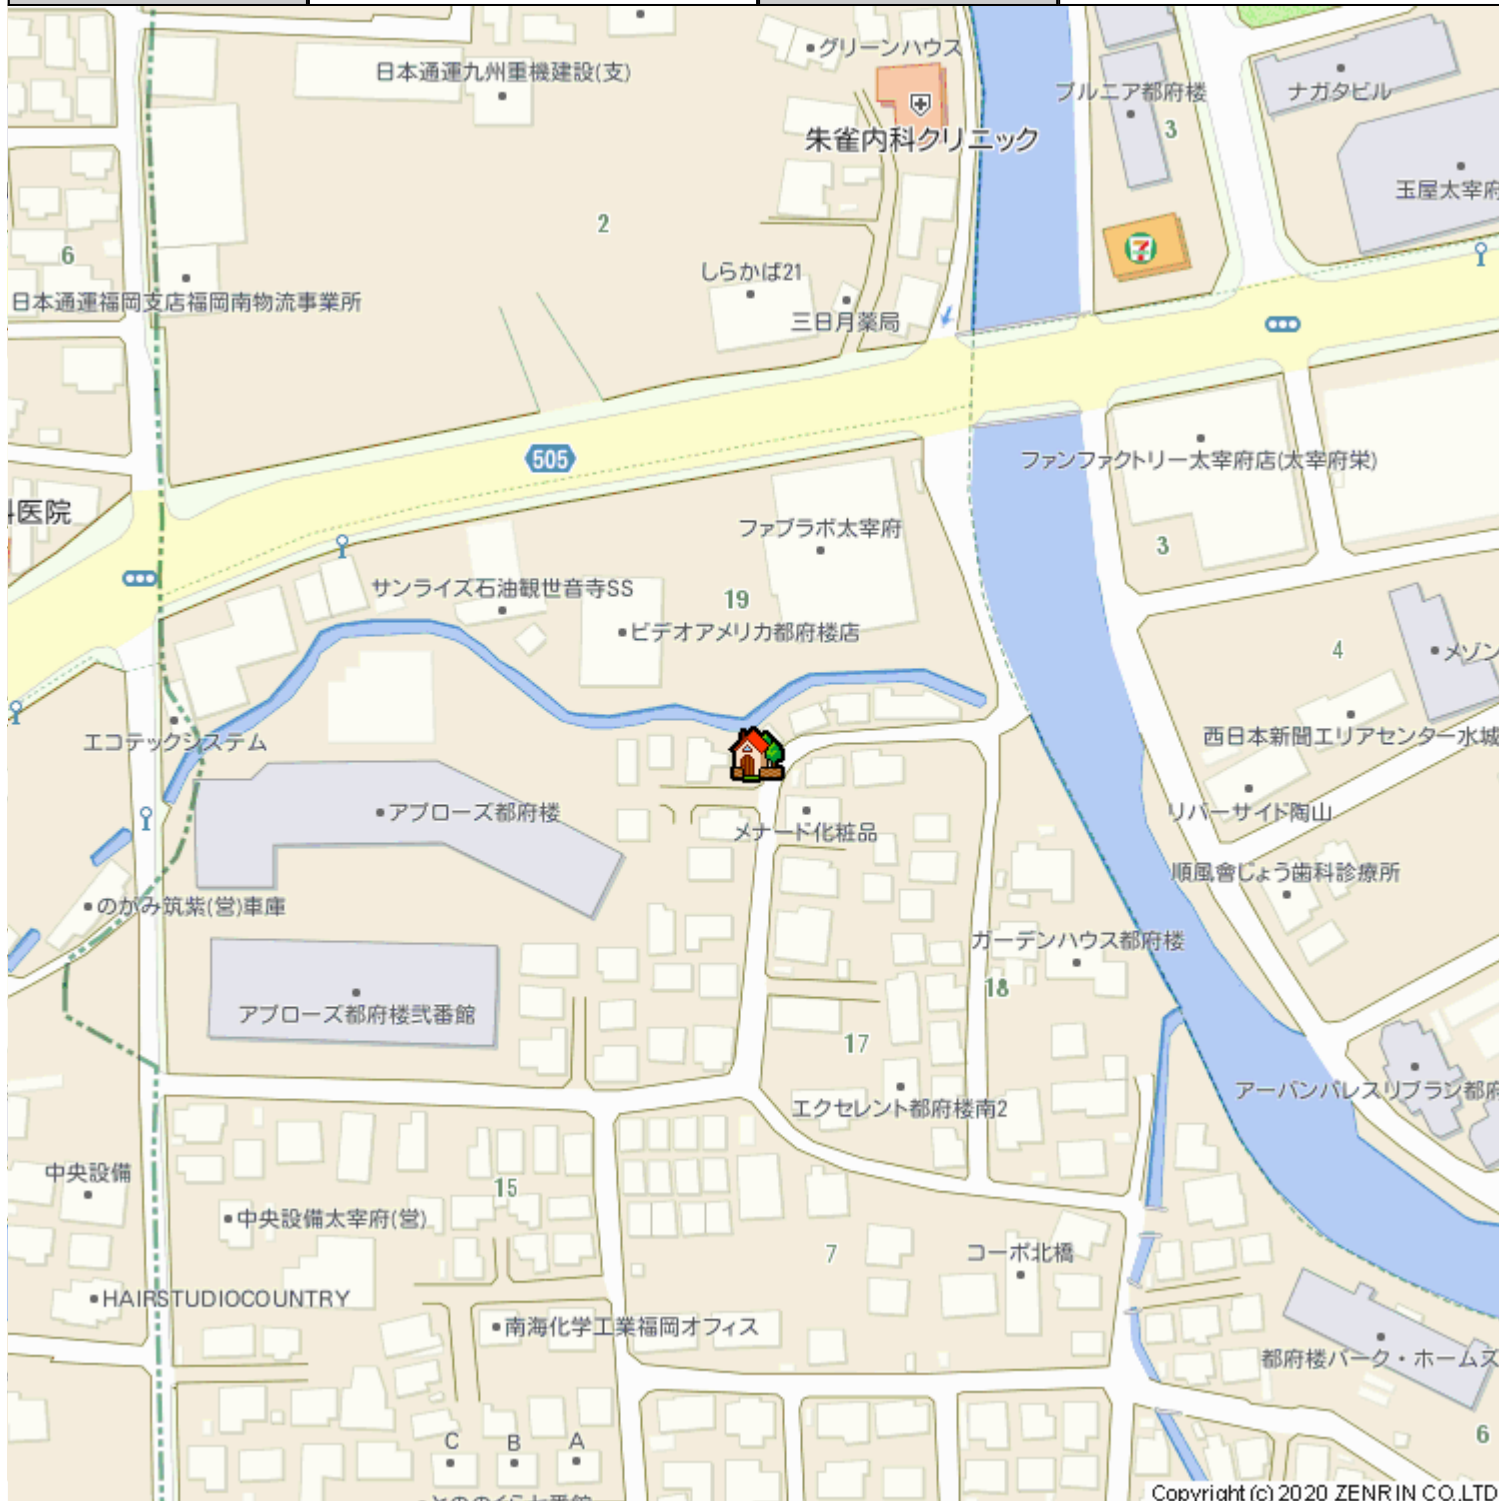 グリーンハウス
日本通運九州重機建設(支)
ブルニア都府楼
ナガタビル
朱雀内科クリニック
3
玉屋太宰府
2
6
しらかば21
日本通運福岡支店福岡南物流事業所
三日月薬局
505
ファンファクトリー太宰府店(太宰府栄)
科医院
ファブラボ太宰府
3
サンライズ石油観世音寺SS
19
ビデオアメリカ都府楼店
4
メゾン
エコテックシステム
西日本新聞エリアセンター水城
アブローズ都府楼
リバーサイド陶山
メナード化粧品
順風會じょう歯科診療所
のがみ筑紫(営)車庫
ガーデンハウス都府楼
18
アブローズ都府楼弐番館
17
アーバンパレスリブラン都府
エクセレント都府楼南2
中央設備
15
中央設備太宰府(営)
7
コーポ北橋
HAIRSTUDIOCOUNTRY
南海化学工業福岡オフィス
都府楼パーク・ホームズ
6
C
B
A
Copyright (c) 2020 ZENRIN CO.,LTD